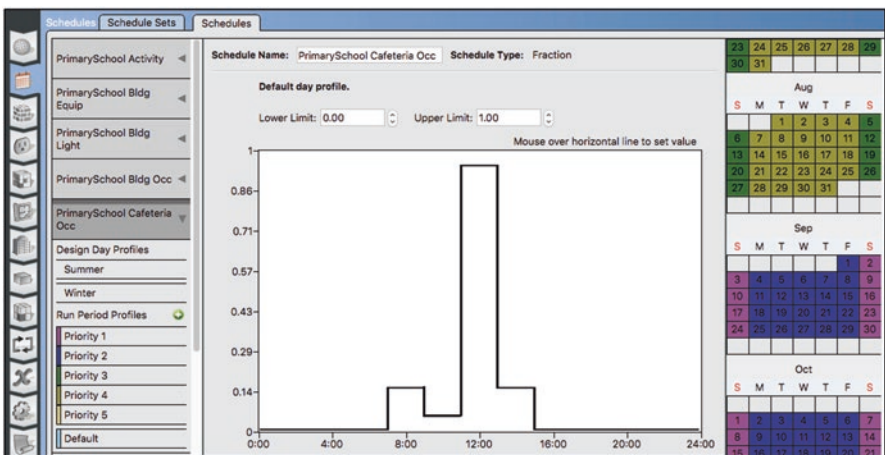 Schedules Schedule Sets Schedules
PrimarySchool Activity
PrimarySchool Bldg
Equip
PrimarySchool Bldg
Light
PrimarySchool Bldg Occ
PrimarySchool Cafeteria
Occ
Design Day Profiles
Summer
Winter
Run Period Profiles
Priority 1
Priority 2
Priority 3
Priority 4
Priority 5
Default
Schedule Name: PrimarySchool Cafeteria Occ Schedule Type: Fraction
Default day profile.
Lower Limit: 0.00 Upper Limit: 1.00
Mouse over horizontal line to set value
1
0.86
0.71
0.57
0.43
0.29
0.14
0
0:00 4:00 8:00 12:00 16:00 20:00 24:00
23 24 25 26 27 28 29
30 31
Aug
S M T W T F S
1 2 3 4 5
6 7 8 9 10 11 12
13 14 15 16 17 18 19
20 21 22 23 24 25 26
27 28 29 30 31
Sep
S M T W T F S
1 2
3 4 5 6 7 8 9
10 11 12 13 14 15 16
17 18 19 20 21 22 23
24 25 26 27 28 29 30
Oct
S M T W T F S
1 2 3 4 5 6 7
8 9 10 11 12 13 14
15 16 17 18 19 20 21